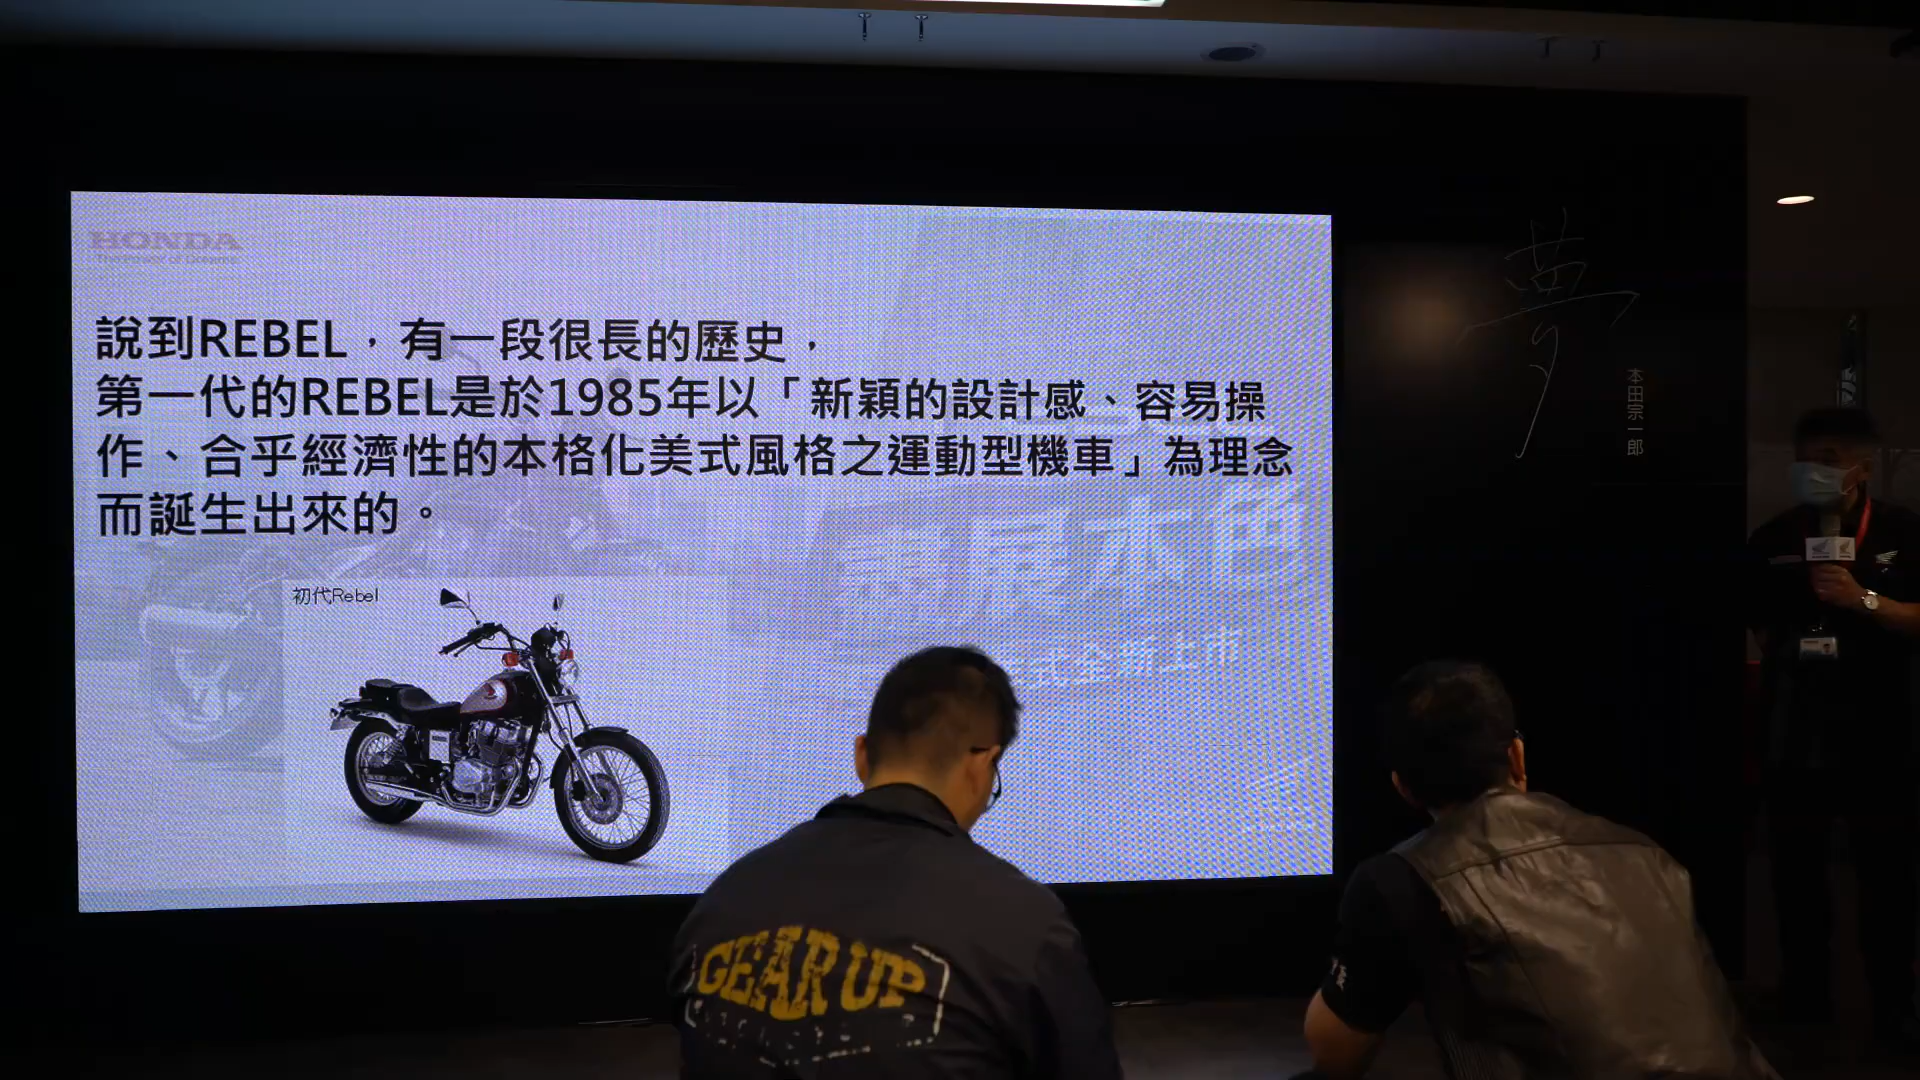 HONDA
The Power of Dreams
說到REBEL，有一段很長的歷史，
第一代的REBEL是於1985年以「新穎的設計感、容易操
作、合乎經濟性的本格化美式風格之運動型機車」為理念
而誕生出來的。
初代Rebel
夢
本田宗一郎
GEAR UP